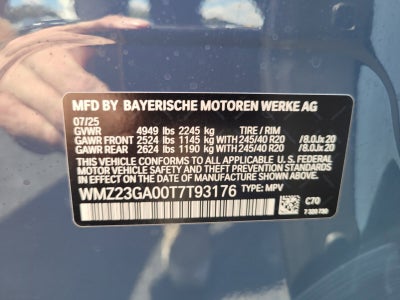 MFD BY BAYERISCHE MOTOREN WERKE AG
07/25
GVWR 4949 lbs 2245 kg TIRE / RIM
GAWR FRONT 2524 lbs 1145 kg WITH 245/40 R20 / 8.0Jx 20
GAWR REAR 2624 lbs 1190 kg WITH 245/40 R20 / 8.0Jx 20
THIS VEHICLE CONFORMS TO ALL APPLICABLE U.S. FEDERAL
MOTOR VEHICLE SAFETY, BUMPER, AND THEFT
PREVENTION STANDARDS IN EFFECT ON THE DATE OF
MANUFACTURE SHOWN ABOVE.
WMZ23GA00T7T93176 TYPE: MPV
C70